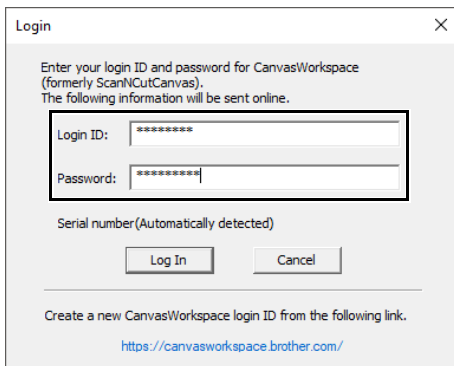 Login
Enter your login ID and password for CanvasWorkspace
(formerly ScanNCutCanvas).
The following information will be sent online.
Login ID: ********
Password: *********
Serial number(Automatically detected)
Log In Cancel
Create a new CanvasWorkspace login ID from the following link.
https://canvasworkspace.brother.com/